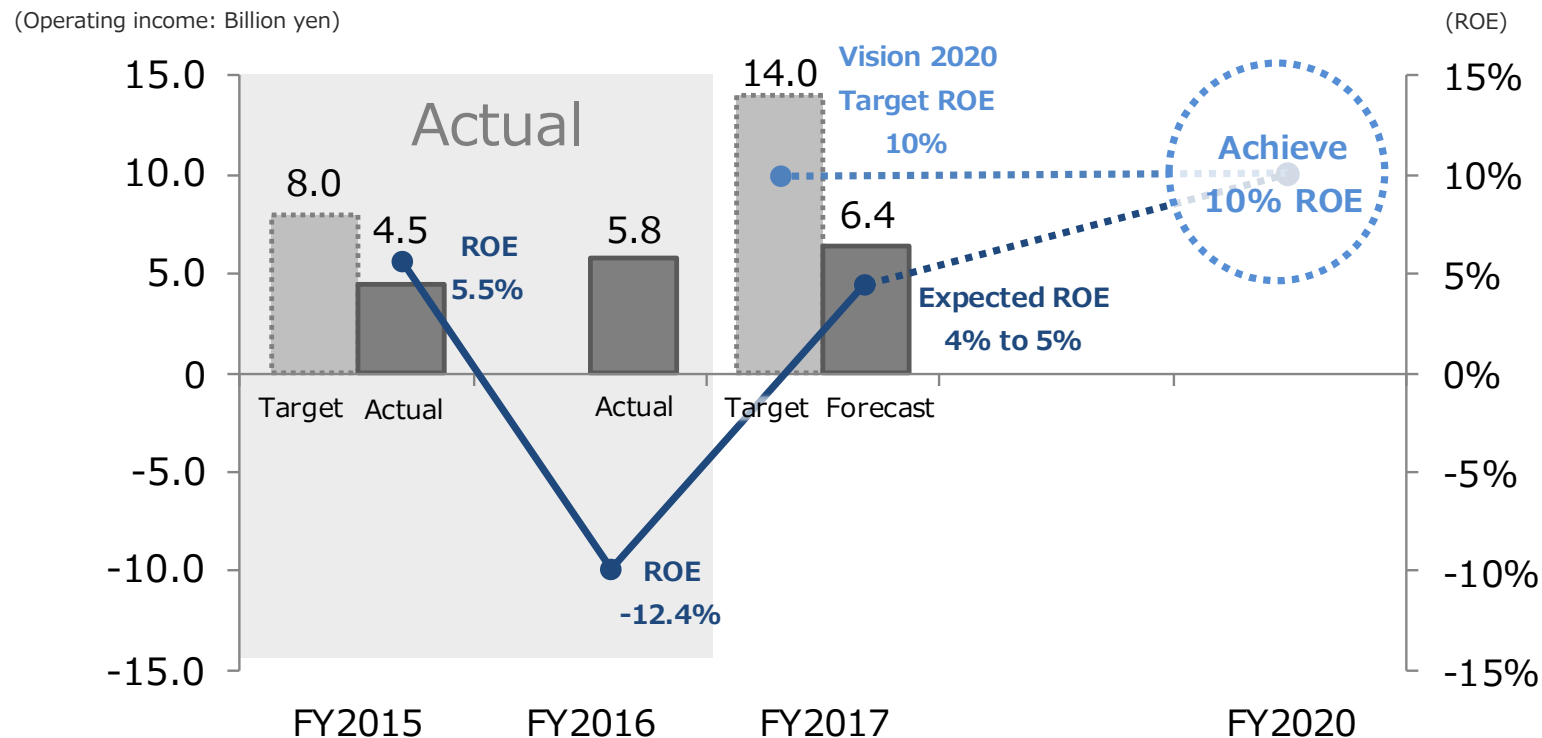 (Operating income: Billion yen)
(ROE)
15.0
10.0
5.0
0
-5.0
-10.0
-15.0
Actual
8.0
4.5
ROE
5.5%
5.8
ROE
-12.4%
14.0
Vision 2020
Target ROE
10%
6.4
Expected ROE
4% to 5%
Achieve
10% ROE
Target
Actual
Actual
Target
Forecast
15%
10%
5%
0%
-5%
-10%
-15%
FY2015
FY2016
FY2017
FY2020